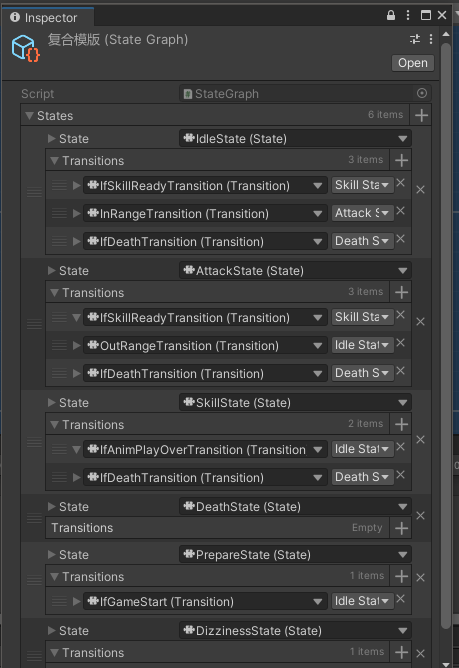 Inspector
复合模版 (State Graph)
Open
Script StateGraph
States 6 items
State IdleState (State)
Transitions 3 items
IfSkillReadyTransition (Transition) Skill Sta
InRangeTransition (Transition) Attack S
IfDeathTransition (Transition) Death S
State AttackState (State)
Transitions 3 items
IfSkillReadyTransition (Transition) Skill Sta
OutRangeTransition (Transition) Idle Stat
IfDeathTransition (Transition) Death S
State SkillState (State)
Transitions 2 items
IfAnimPlayOverTransition (Transition Idle Stat
IfDeathTransition (Transition) Death S
State DeathState (State)
Transitions Empty
State PrepareState (State)
Transitions 1 items
IfGameStart (Transition) Idle Stat
State DizzinessState (State)
Transitions 1 items